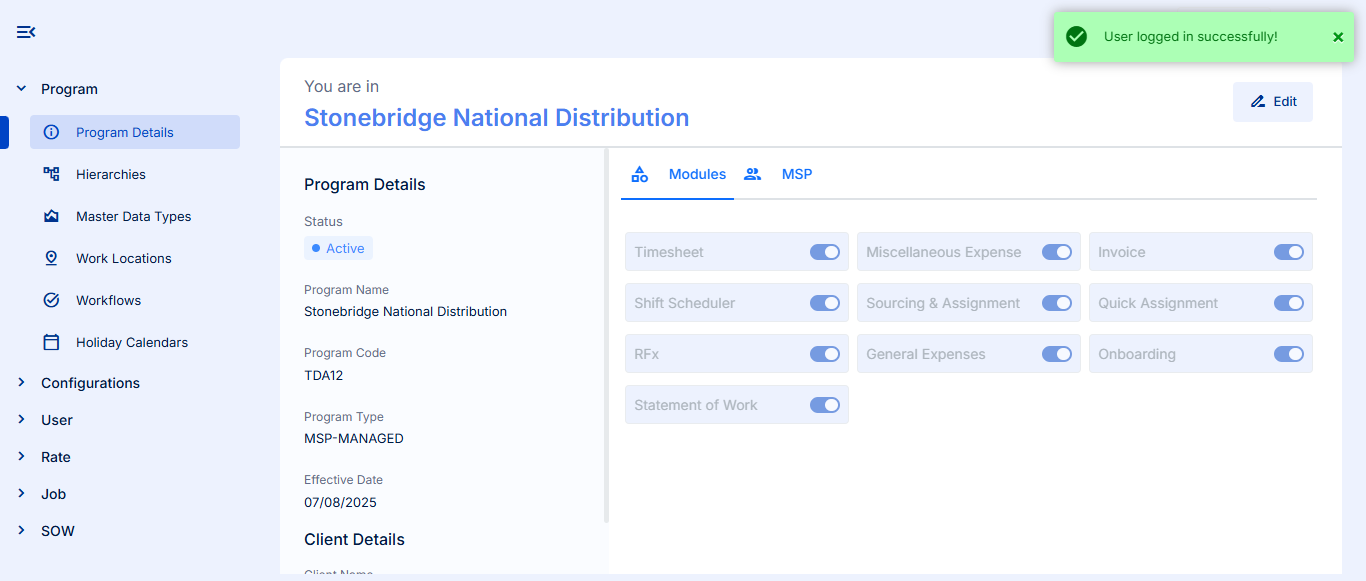 User logged in successfully!
Program
Program Details
Hierarchies
Master Data Types
Work Locations
Workflows
Holiday Calendars
Configurations
User
Rate
Job
SOW
You are in
Stonebridge National Distribution
Edit
Program Details
Status
Active
Program Name
Stonebridge National Distribution
Program Code
TDA12
Program Type
MSP-MANAGED
Effective Date
07/08/2025
Client Details
Client Name
Modules MSP
Timesheet Miscellaneous Expense Invoice
Shift Scheduler Sourcing & Assignment Quick Assignment
RFx General Expenses Onboarding
Statement of Work